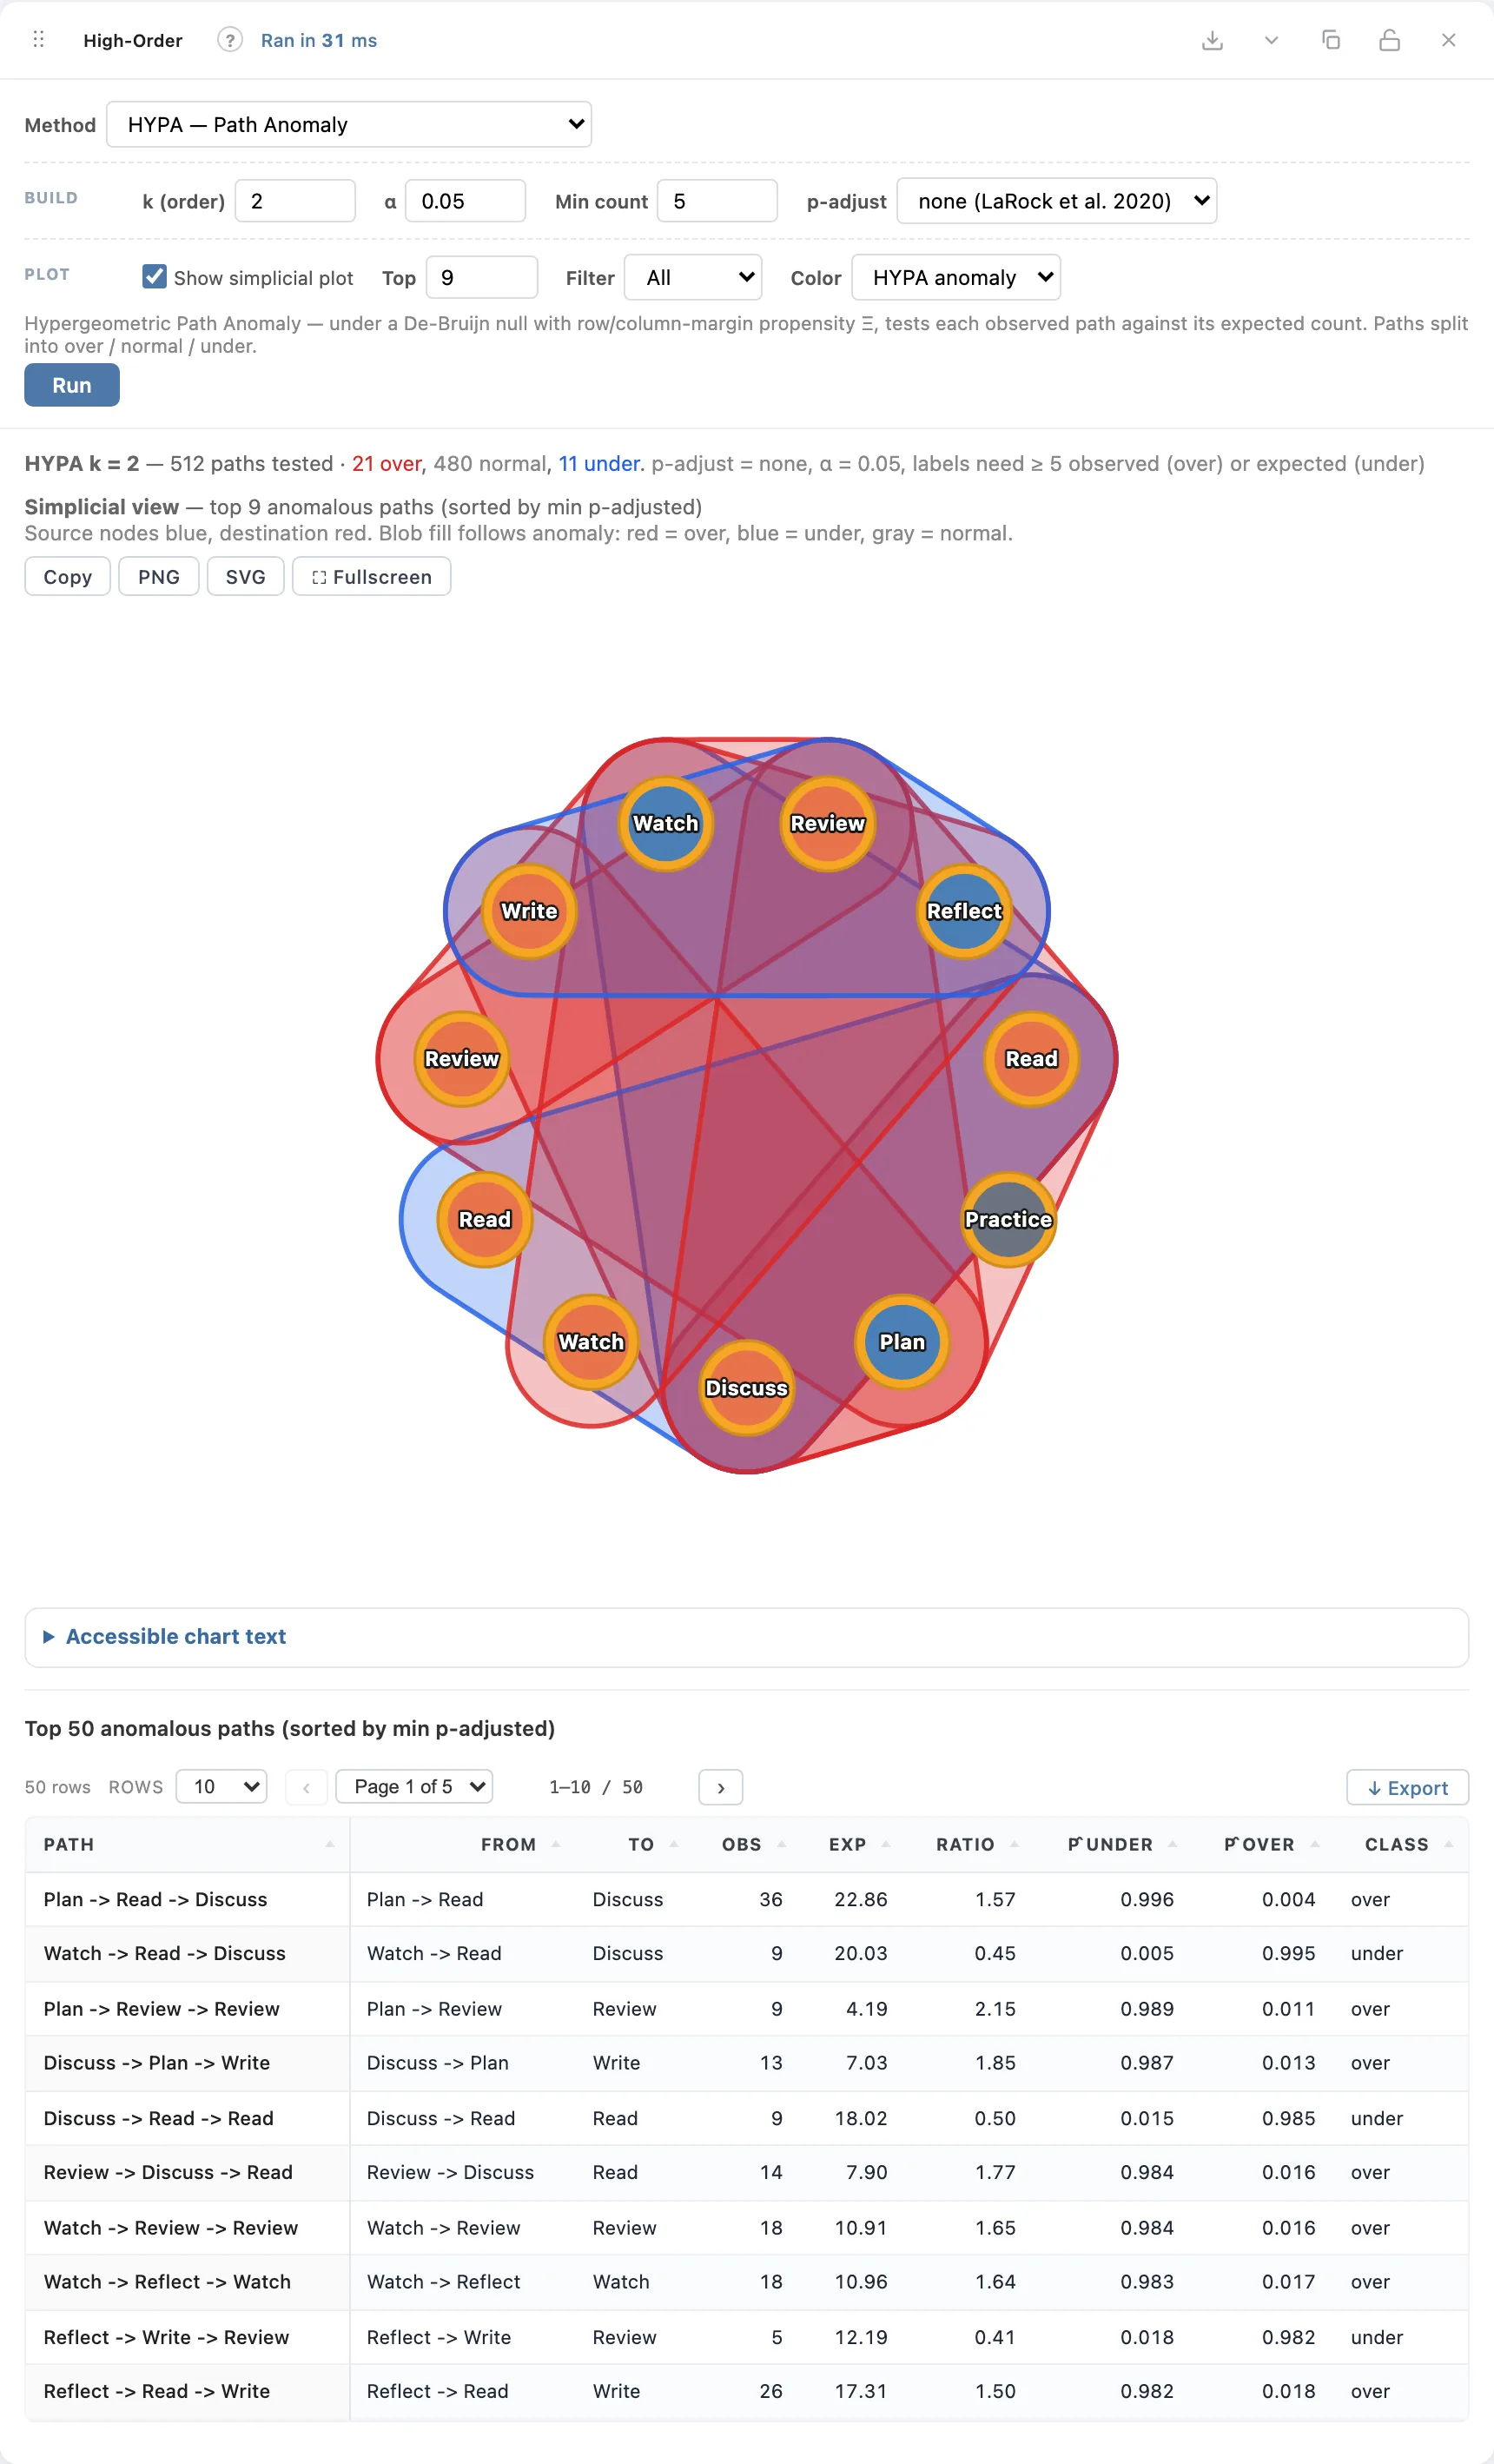 High-Order ? Ran in 31 ms
Method HYPA — Path Anomaly
BUILD k (order) 2 α 0.05 Min count 5 p-adjust none (LaRock et al. 2020)
PLOT Show simplicial plot Top 9 Filter All Color HYPA anomaly
Hypergeometric Path Anomaly — under a De-Bruijn null with row/column-margin propensity Ξ, tests each observed path against its expected count. Paths split
into over / normal / under.
Run
HYPA k = 2 — 512 paths tested · 21 over, 480 normal, 11 under. p-adjust = none, α = 0.05, labels need ≥ 5 observed (over) or expected (under)
Simplicial view — top 9 anomalous paths (sorted by min p-adjusted)
Source nodes blue, destination red. Blob fill follows anomaly: red = over, blue = under, gray = normal.
Copy PNG SVG Fullscreen
Watch Review
Write Reflect
Review Read
Read Practice
Watch Plan
Discuss
Accessible chart text
Top 50 anomalous paths (sorted by min p-adjusted)
50 rows ROWS 10 ‹ Page 1 of 5 1–10 / 50 › ↓ Export
PATH FROM TO OBS EXP RATIO P UNDER P OVER CLASS
Plan -> Read -> Discuss Plan -> Read Discuss 36 22.86 1.57 0.996 0.004 over
Watch -> Read -> Discuss Watch -> Read Discuss 9 20.03 0.45 0.005 0.995 under
Plan -> Review -> Review Plan -> Review Review 9 4.19 2.15 0.989 0.011 over
Discuss -> Plan -> Write Discuss -> Plan Write 13 7.03 1.85 0.987 0.013 over
Discuss -> Read -> Read Discuss -> Read Read 9 18.02 0.50 0.015 0.985 under
Review -> Discuss -> Read Review -> Discuss Read 14 7.90 1.77 0.984 0.016 over
Watch -> Review -> Review Watch -> Review Review 18 10.91 1.65 0.984 0.016 over
Watch -> Reflect -> Watch Watch -> Reflect Watch 18 10.96 1.64 0.983 0.017 over
Reflect -> Write -> Review Reflect -> Write Review 5 12.19 0.41 0.018 0.982 under
Reflect -> Read -> Write Reflect -> Read Write 26 17.31 1.50 0.982 0.018 over